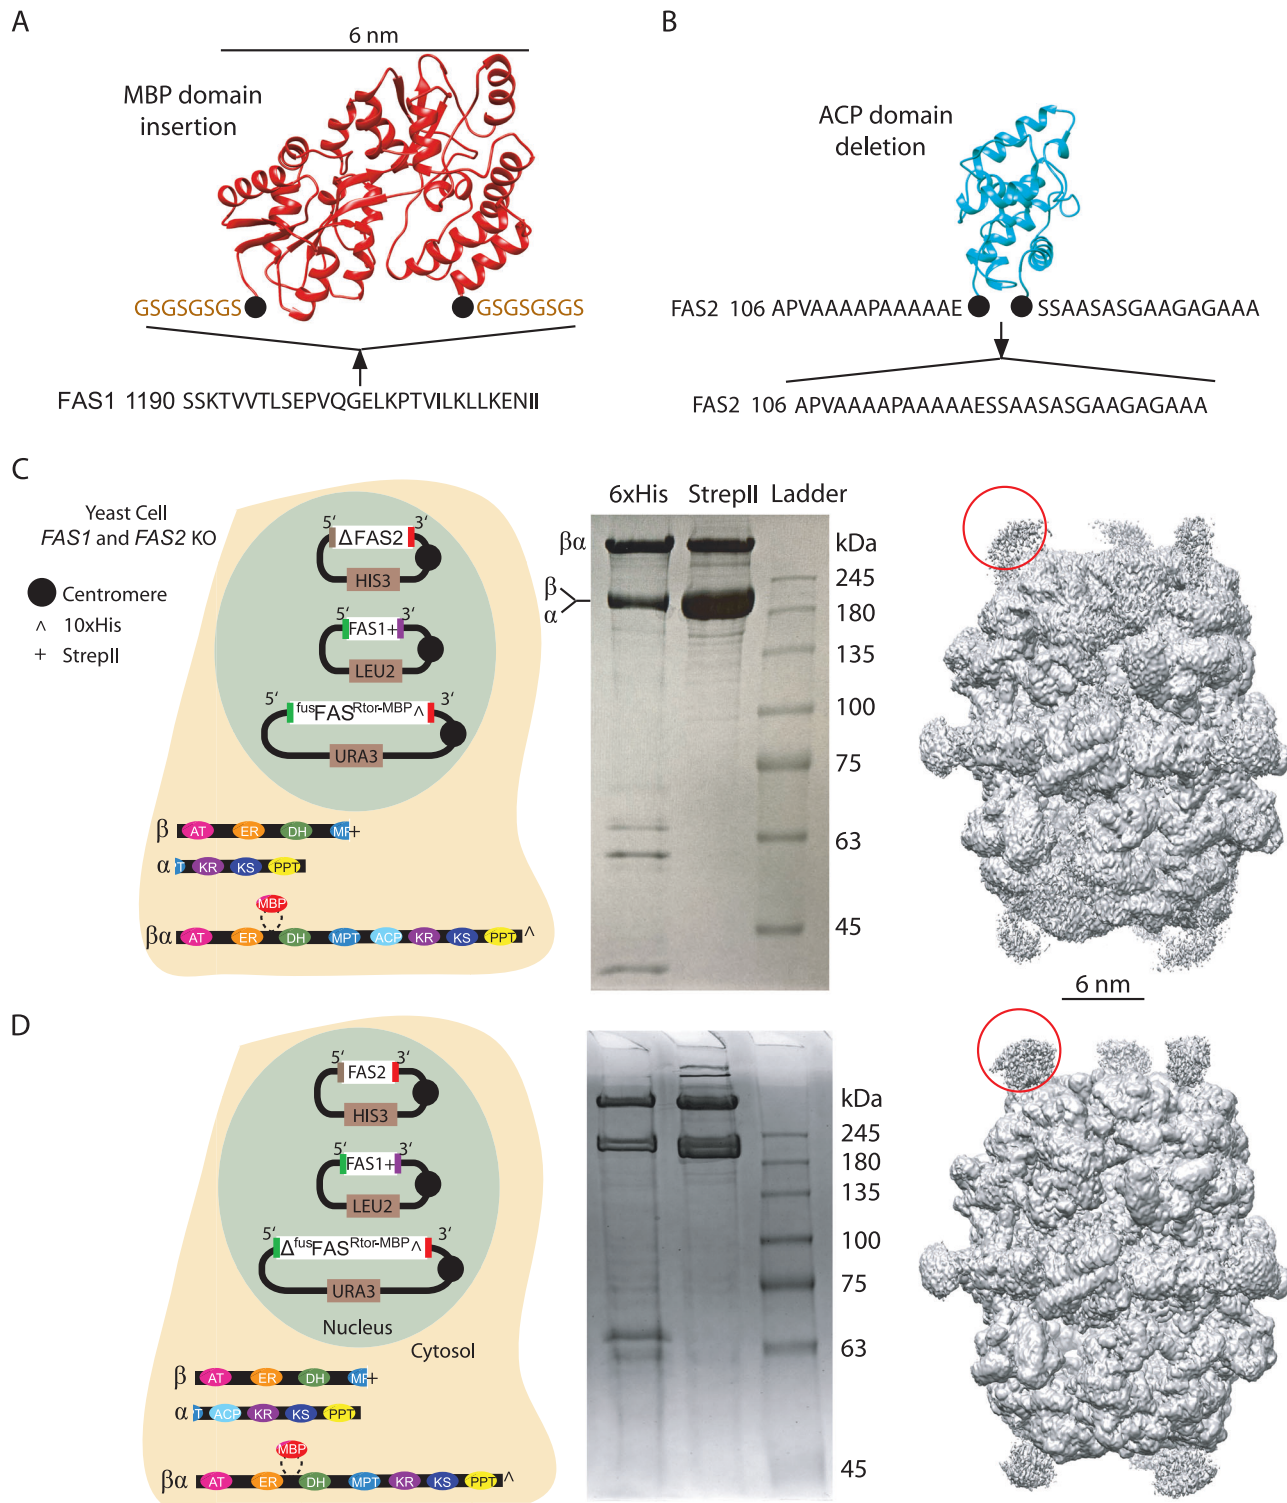 A
6 nm
MBP domain
insertion
GSGSGSGS
GSGSGSGS
FAS1 1190 SSKTVVTLSEPVQGELKPTVILKLLKENII
B
ACP domain
deletion
FAS2 106 APVAAAAPAAAAAE
SSAASASGAAGAGAAA
FAS2 106 APVAAAAPAAAAAESSAASASGAAGAGAAA
C
Yeast Cell
FAS1 and FAS2 KO
Centromere
^ 10xHis
+ StrepII
5' 3'
ΔFAS2
HIS3
5' 3'
FAS1+
LEU2
5' 3'
fusFASRtor-MBP^
URA3
β AT ER DH MP+
α T KR KS PPT
MBP
βα AT ER DH MPT ACP KR KS PPT ^
6xHis StrepII Ladder
βα
β
α
kDa
245
180
135
100
75
63
45
6 nm
D
5' 3'
FAS2
HIS3
5' 3'
FAS1+
LEU2
5' 3'
ΔfusFASRtor-MBP^
URA3
Nucleus
Cytosol
β AT ER DH MP+
α T ACP KR KS PPT
MBP
βα AT ER DH MPT KR KS PPT ^
kDa
245
180
135
100
75
63
45